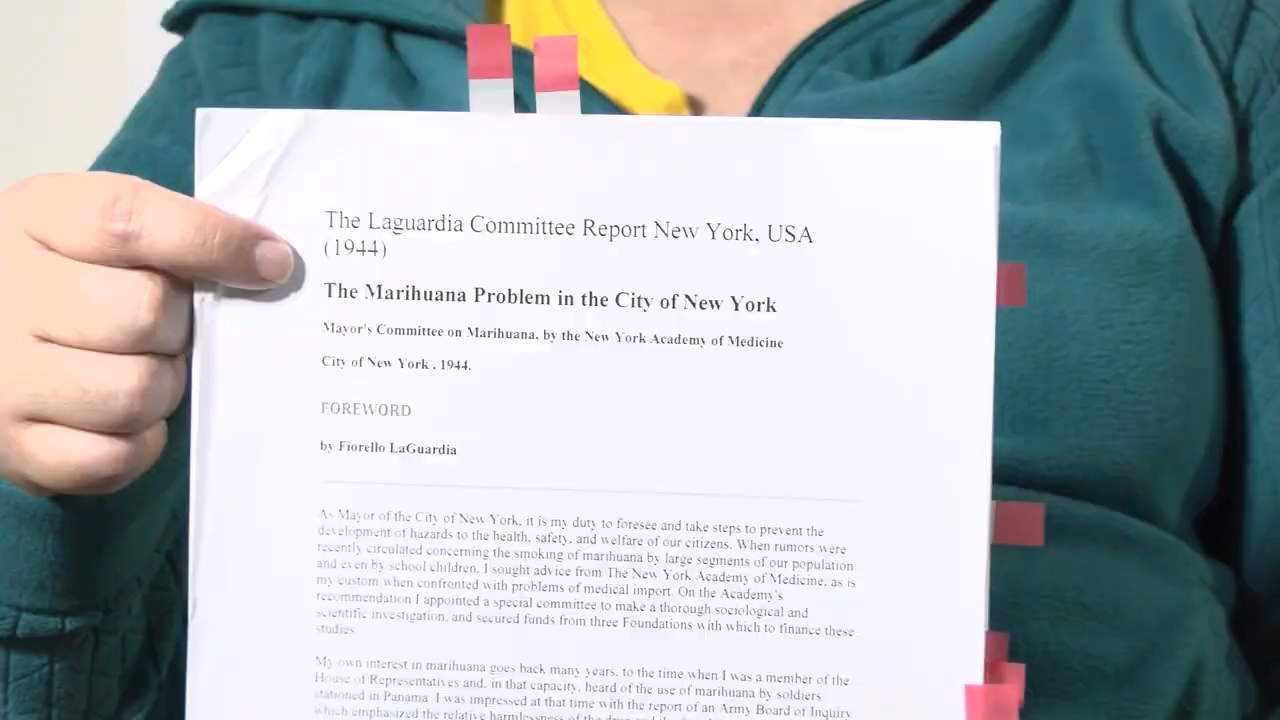 The Laguardia Committee Report New York, USA
(1944)
The Marihuana Problem in the City of New York
Mayor's Committee on Marihuana, by the New York Academy of Medicine
City of New York , 1944.
FOREWORD
by Fiorello LaGuardia
As Mayor of the City of New York, it is my duty to foresee and take steps to prevent the
development of hazards to the health, safety, and welfare of our citizens. When rumors were
recently circulated concerning the smoking of marihuana by large segments of our population
and even by school children, I sought advice from The New York Academy of Medicine, as is
my custom when confronted with problems of medical import. On the Academy's
recommendation I appointed a special committee to make a thorough sociological and
scientific investigation, and secured funds from three Foundations with which to finance these
studies.
My own interest in marihuana goes back many years, to the time when I was a member of the
House of Representatives and, in that capacity, heard of the use of marihuana by soldiers
stationed in Panama. I was impressed at that time with the report of an Army Board of Inquiry
which emphasized the relative harmlessness of the drug and the